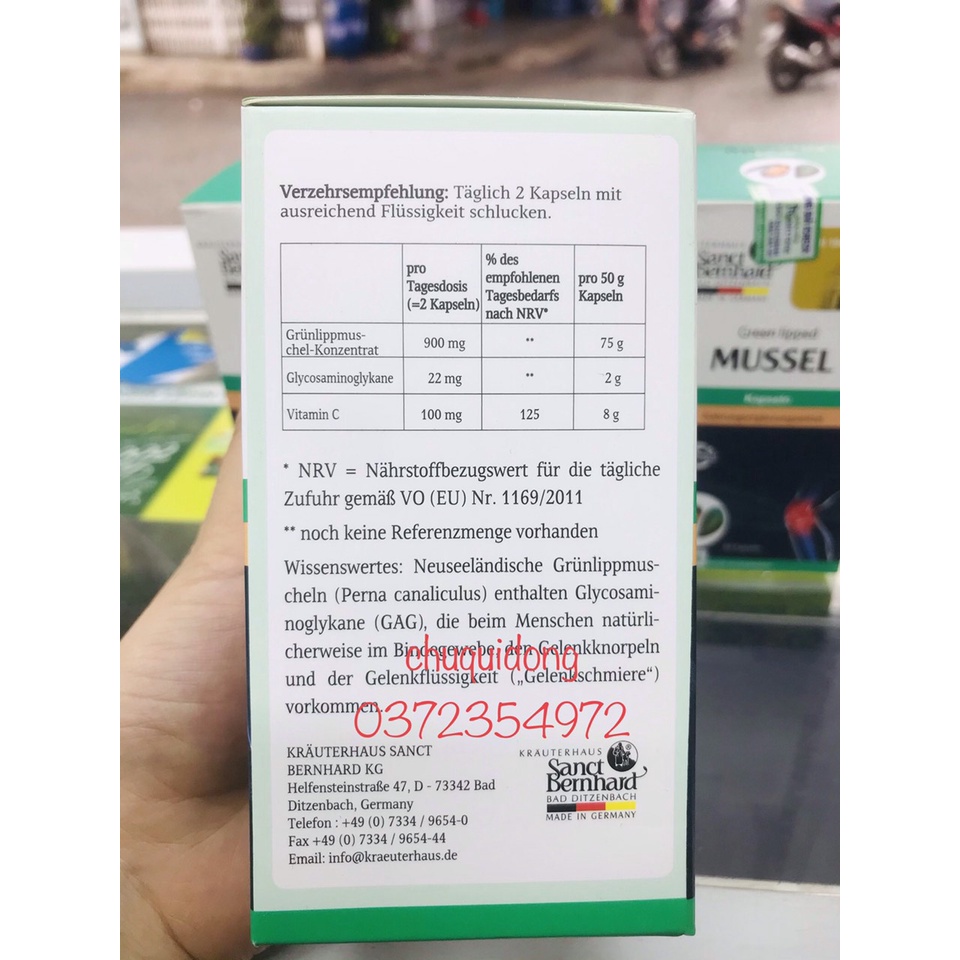 Verzehrsempfehlung: Täglich 2 Kapseln mit
ausreichend Flüssigkeit schlucken.
pro Tagesdosis (=2 Kapseln)
% des empfohlenen Tagesbedarfs nach NRV*
pro 50 g Kapseln
Grünlippmus-
chel-Konzentrat 900 mg ** 75 g
Glycosaminoglykane 22 mg ** 2 g
Vitamin C 100 mg 125 8 g
* NRV = Nährstoffbezugswert für die tägliche
Zufuhr gemäß VO (EU) Nr. 1169/2011
** noch keine Referenzmenge vorhanden
Wissenswertes: Neuseeländische Grünlippmus-
cheln (Perna canaliculus) enthalten Glycosami-
noglykane (GAG), die beim Menschen natürli-
cherweise im Bindegewebe, den Gelenkknorpeln
und der Gelenkflüssigkeit („Gelenkschmiere“)
vorkommen.
chuquidong
0372354972
KRÄUTERHAUS SANCT
BERNHARD KG
Helfensteinstraße 47, D - 73342 Bad
Ditzenbach, Germany
Telefon : +49 (0) 7334 / 9654-0
Fax +49 (0) 7334 / 9654-44
Email: info@kraeuterhaus.de
KRÄUTERHAUS
Sanct
Bernhard
BAD DITZENBACH
MADE IN GERMANY
Sanct
Bernhard
MADE IN GERMANY
Green lipped
MUSSEL
Kapseln